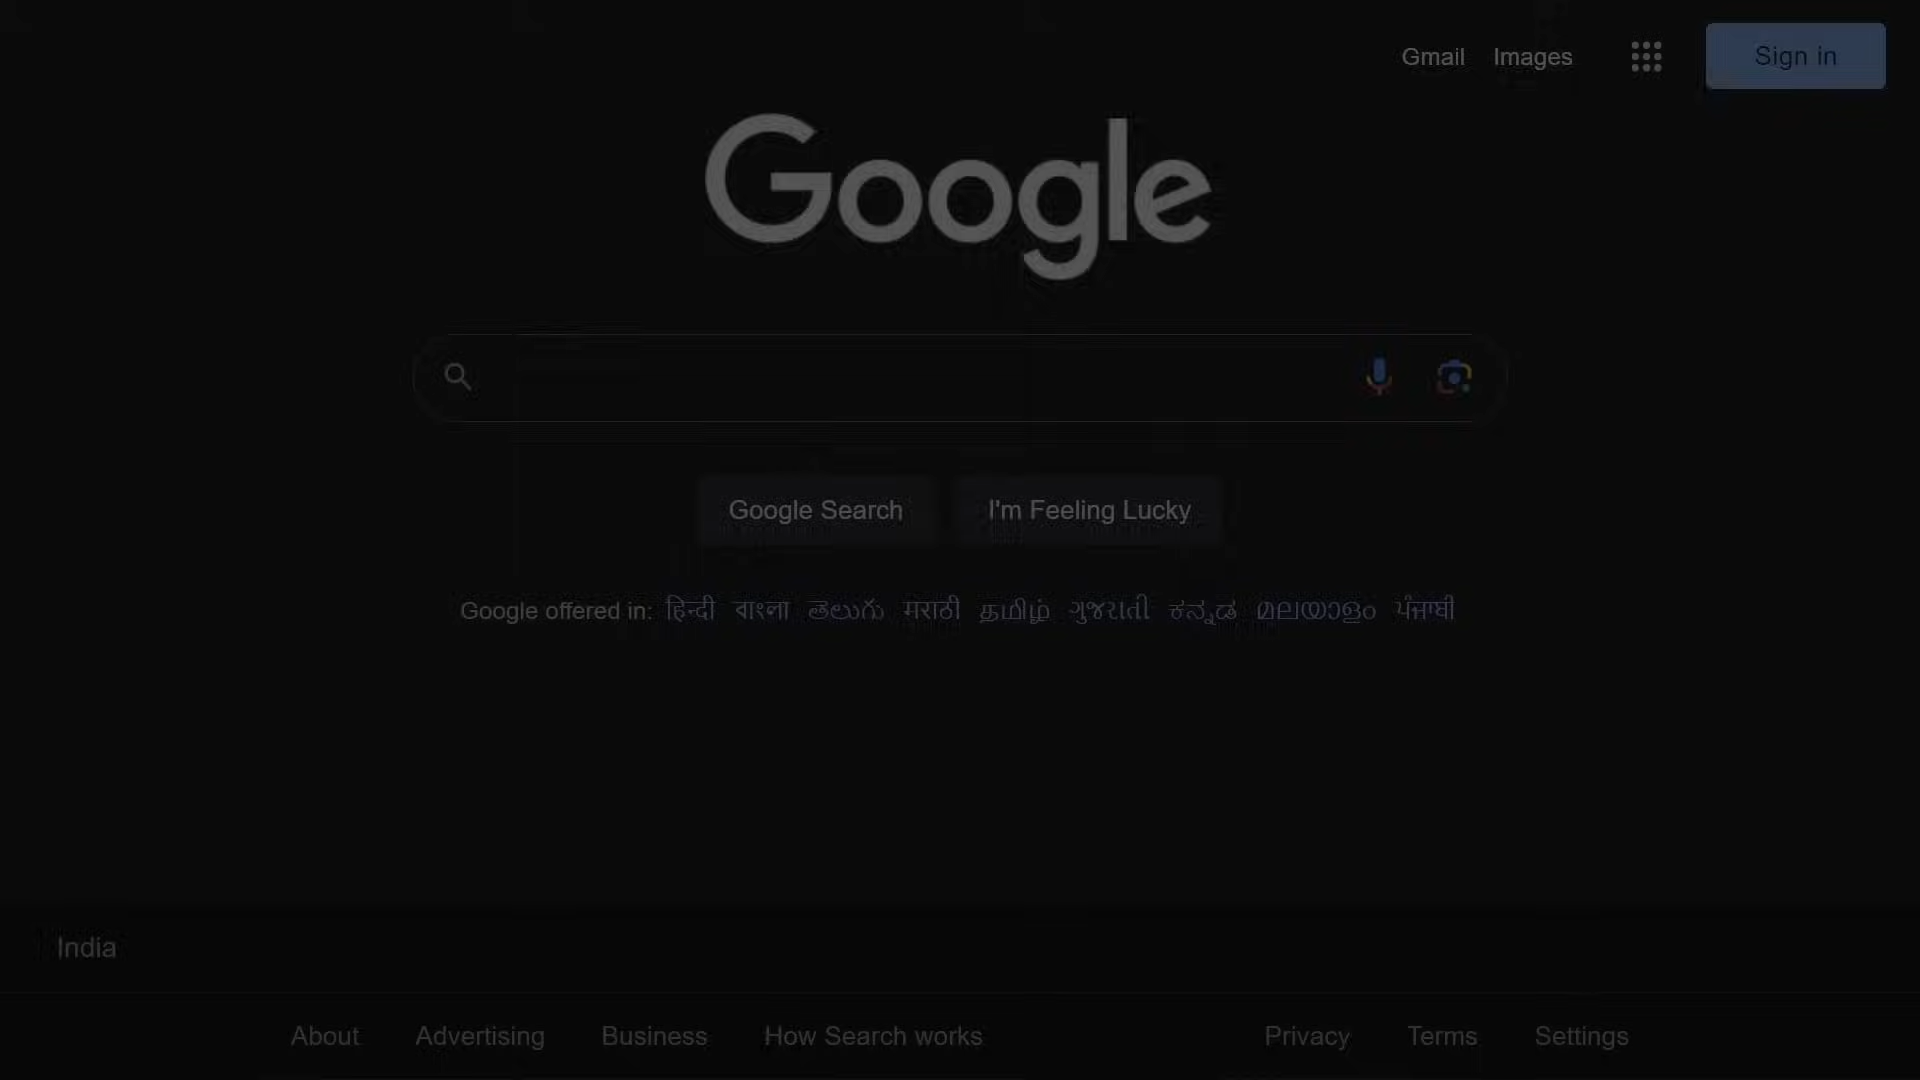 Gmail Images Sign in
Google
Google Search I'm Feeling Lucky
Google offered in: हिन्दी বাংলা తెలుగు मराठी தமிழ் ગુજરાતી ಕನ್ನಡ മലയാളം ਪੰਜਾਬੀ
India
About Advertising Business How Search works Privacy Terms Settings